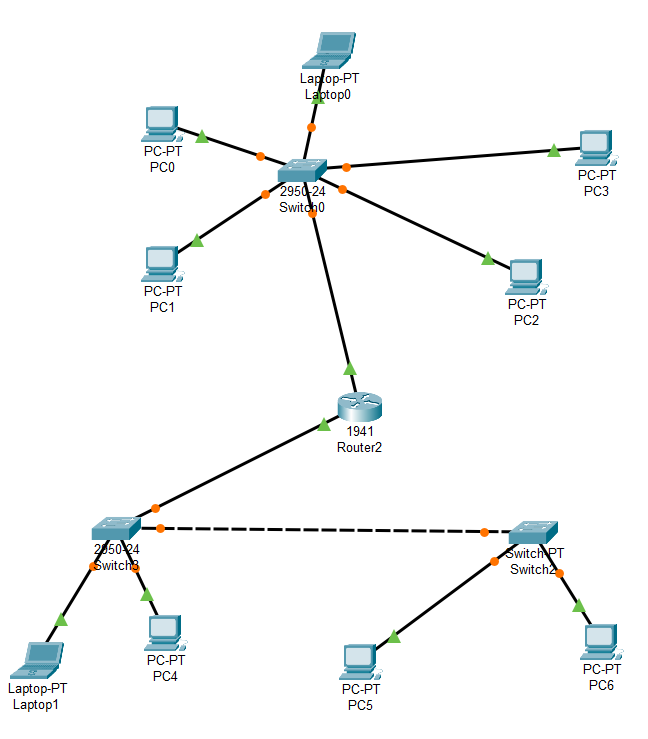 Laptop-PT
Laptop0
PC-PT
PC0
PC-PT
PC3
2950-24
Switch0
PC-PT
PC1
PC-PT
PC2
1941
Router2
2950-24
Switch3
Switch-PT
Switch2
PC-PT
PC4
Laptop-PT
Laptop1
PC-PT
PC5
PC-PT
PC6